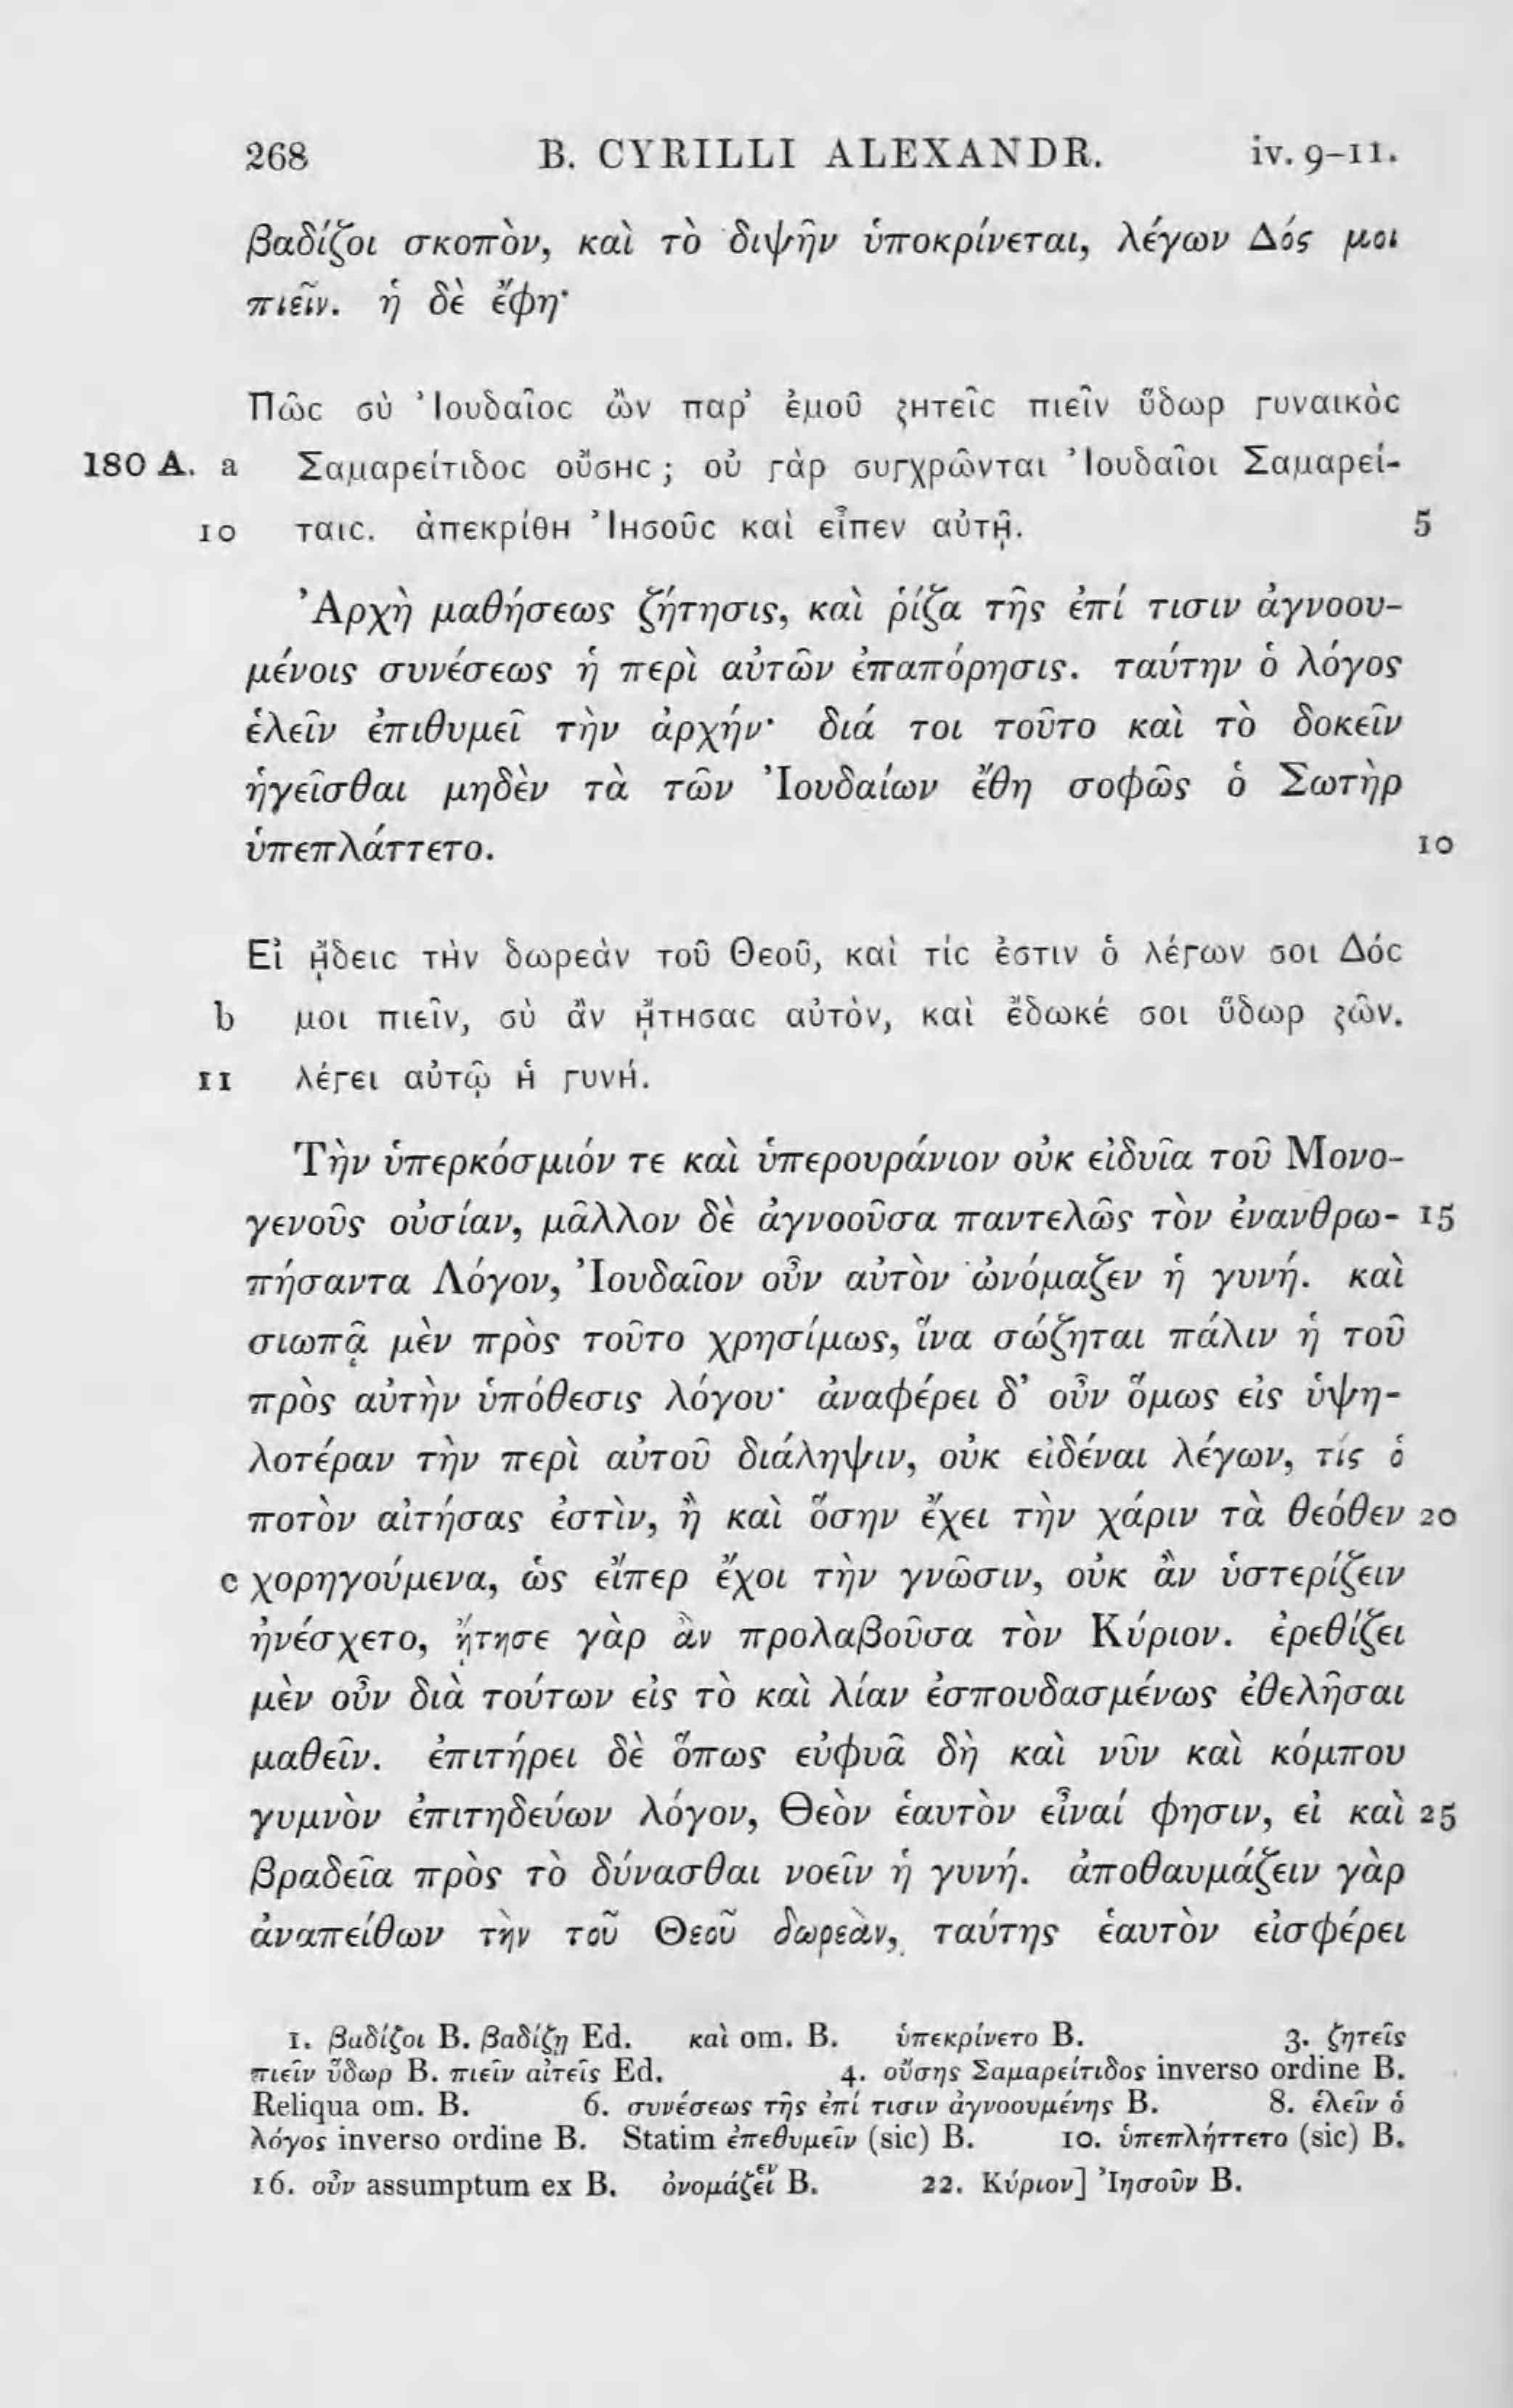 268 B. CYRILLI ALEXANDR. iv. 9–11.
βαδίζοι σκοπὸν, καὶ τὸ διψῆν ὑποκρίνεται, λέγων Δός μοι
πιεῖν. ἡ δὲ ἔφη·
Πῶς σὺ Ἰουδαῖος ὢν παρ’ ἐμοῦ ζητεῖς πιεῖν ὕδωρ γυναικὸς
180 A. a Σαμαρείτιδος οὔσης ; οὐ γὰρ συγχρῶνται Ἰουδαῖοι Σαμαρεί-
10 ταις. ἀπεκρίθη Ἰησοῦς καὶ εἶπεν αὐτῇ. 5
Ἀρχὴ μαθήσεως ζήτησις, καὶ ῥίζα τῆς ἐπί τισιν ἀγνοου-
μένοις συνέσεως ἡ περὶ αὐτῶν ἐπαπόρησις. ταύτην ὁ λόγος
ἑλεῖν ἐπιθυμεῖ τὴν ἀρχήν· διά τοι τοῦτο καὶ τὸ δοκεῖν
ἡγεῖσθαι μηδὲν τὰ τῶν Ἰουδαίων ἔθη σοφῶς ὁ Σωτὴρ
ὑπεπλάττετο. 10
Εἰ ᾔδεις τὴν δωρεὰν τοῦ Θεοῦ, καὶ τίς ἐστιν ὁ λέγων σοι Δός
b μοι πιεῖν, σὺ ἂν ᾔτησας αὐτὸν, καὶ ἔδωκέ σοι ὕδωρ ζῶν.
11 λέγει αὐτῷ ἡ γυνή.
Τὴν ὑπερκόσμιόν τε καὶ ὑπερουράνιον οὐκ εἰδυῖα τοῦ Μονο-
γενοῦς οὐσίαν, μᾶλλον δὲ ἀγνοοῦσα παντελῶς τὸν ἐνανθρω- 15
πήσαντα Λόγον, Ἰουδαῖον οὖν αὐτὸν ὠνόμαζεν ἡ γυνή. καὶ
σιωπᾷ μὲν πρὸς τοῦτο χρησίμως, ἵνα σώζηται πάλιν ἡ τοῦ
πρὸς αὐτὴν ὑπόθεσις λόγου· ἀναφέρει δ’ οὖν ὅμως εἰς ὑψη-
λοτέραν τὴν περὶ αὐτοῦ διάληψιν, οὐκ εἰδέναι λέγων, τίς ὁ
ποτὸν αἰτήσας ἐστὶν, ἢ καὶ ὅσην ἔχει τὴν χάριν τὰ θεόθεν 20
c χορηγούμενα, ὡς εἴπερ ἔχοι τὴν γνῶσιν, οὐκ ἂν ὑστερίζειν
ἠνέσχετο, ᾔτησε γὰρ ἂν προλαβοῦσα τὸν Κύριον. ἐρεθίζει
μὲν οὖν διὰ τούτων εἰς τὸ καὶ λίαν ἐσπουδασμένως ἐθελῆσαι
μαθεῖν. ἐπιτήρει δὲ ὅπως εὐφυᾶ δὴ καὶ νῦν καὶ κόμπου
γυμνὸν ἐπιτηδεύων λόγον, Θεὸν ἑαυτὸν εἶναί φησιν, εἰ καὶ 25
βραδεῖα πρὸς τὸ δύνασθαι νοεῖν ἡ γυνή. ἀποθαυμάζειν γὰρ
ἀναπείθων τὴν τοῦ Θεοῦ δωρεὰν, ταύτης ἑαυτὸν εἰσφέρει
1. βαδίζοι B. βαδίζῃ Ed. καὶ om. B. ὑπεκρίνετο B. 3. ζητεῖς
πιεῖν ὕδωρ B. πιεῖν αἰτεῖς Ed. 4. οὔσης Σαμαρείτιδος inverso ordine B.
Reliqua om. B. 6. συνέσεως τῆς ἐπί τισιν ἀγνοουμένης B. 8. ἑλεῖν ὁ
λόγος inverso ordine B. Statim ἐπεθυμεῖν (sic) B. 10. ὑπεπλήττετο (sic) B.
16. οὖν assumptum ex B. ὀνομάζεῖ^εν B. 22. Κύριον] Ἰησοῦν B.